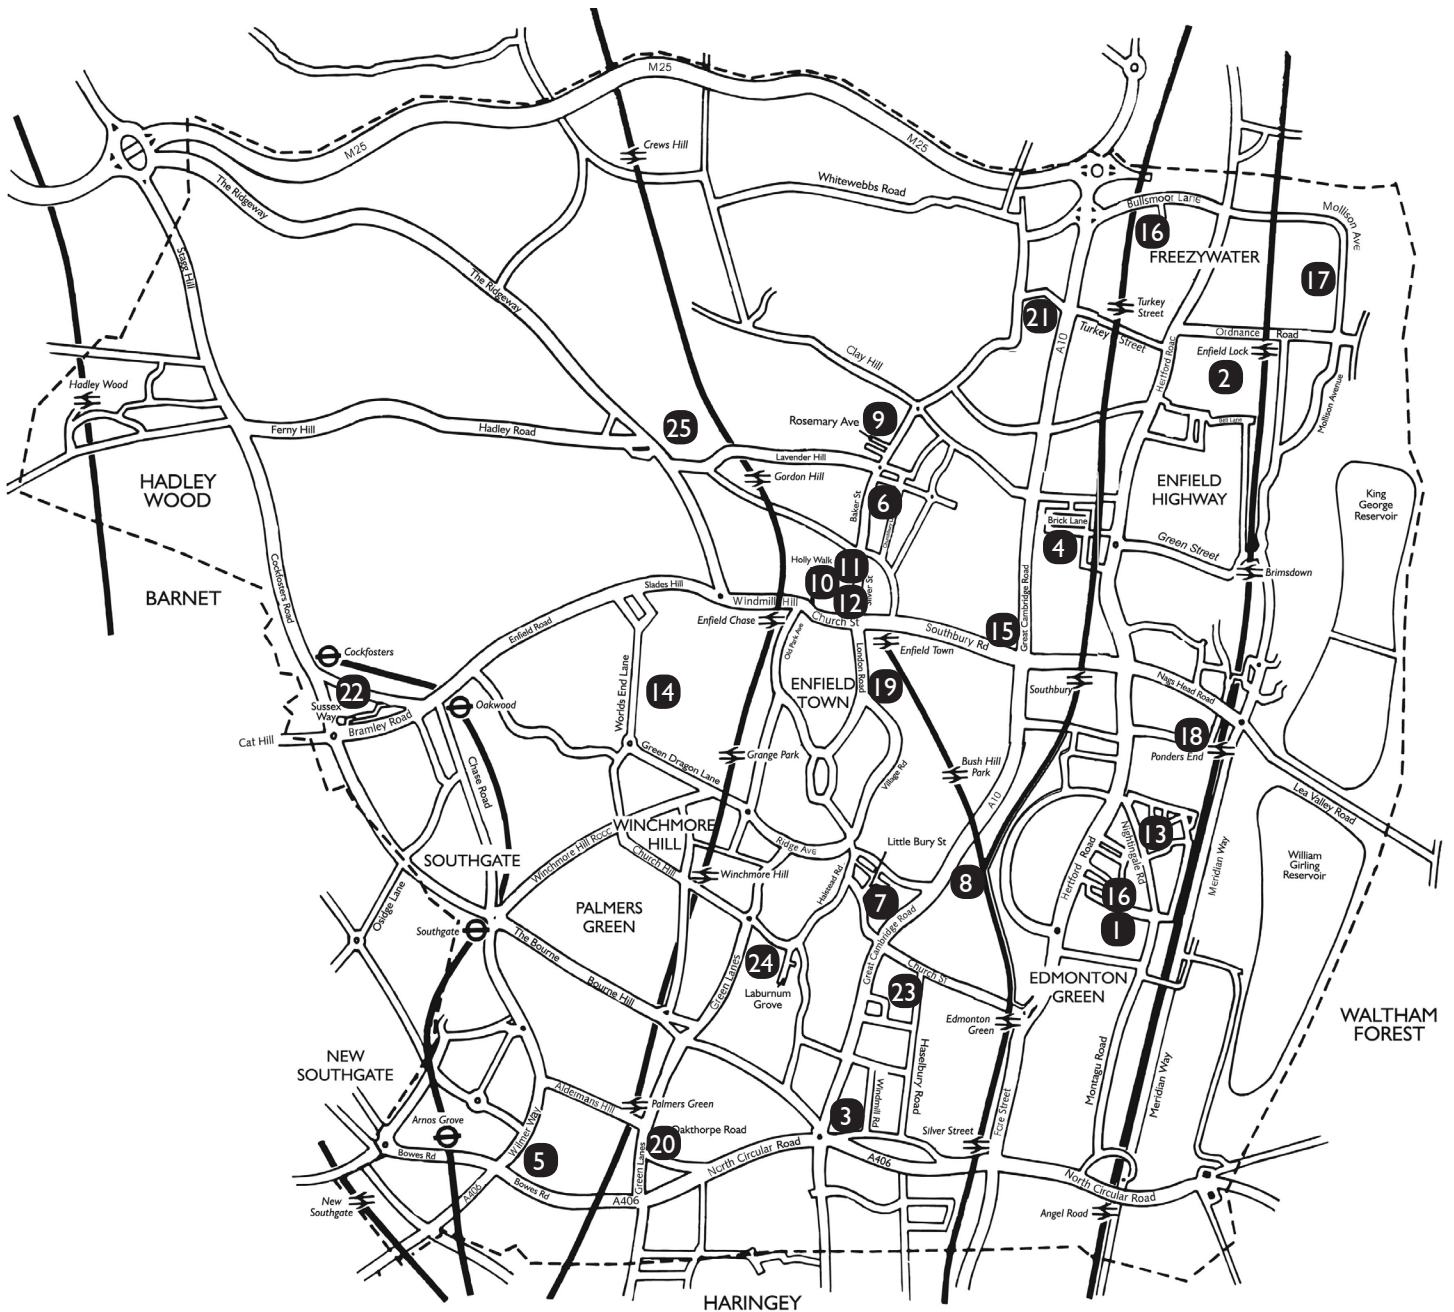 M25
Crews Hill
M25
M25
Whitewebbs Road
The Ridgeway
Bullsmoor Lane
Mollison Ave
16
FREEZYWATER
Stagg Hill
The Ridgeway
17
Turkey
Street
21
Turkey Street
A10
Ordnance Road
Enfield Lock
Hertford Road
Clay Hill
2
Hadley Wood
Mollison Avenue
9
Rosemary Ave
25
Bell Lane
Ferny Hill
Hadley Road
Lavender Hill
Gordon Hill
HADLEY
WOOD
ENFIELD
HIGHWAY
King
George
Reservoir
Baker St
6
Brick Lane
4
Green Street
Brimsdown
Holly Walk
11
10
12
Silver St
Cockfosters Road
BARNET
Slades Hill
Windmill Hill
Church St
Enfield Chase
Old Park Ave
Southbury Rd
15
Great Cambridge Road
Enfield Road
Enfield Town
London Road
Cockfosters
22
Sussex
Way
Bramley Road
Cat Hill
Oakwood
Worlds End Lane
14
ENFIELD
TOWN
19
Southbury
Nags Head Road
18
Ponders End
Green Dragon Lane
Grange Park
Bush Hill
Park
Village Rd
Chase Road
A10
Lea Valley Road
WINCHMORE
HILL
Ridge Ave
Little Bury St
Nightingale Rd
13
Hertford Road
Meridian Way
William
Girling
Reservoir
SOUTHGATE
Winchmore Hill
Church Hill
Winchmore Hill
Halstead Rd
7
8
16
1
Osidge Lane
PALMERS
GREEN
Southgate
The Bourne
Bourne Hill
Green Lanes
24
Laburnum
Grove
Great Cambridge Road
Church St
23
EDMONTON
GREEN
Edmonton
Green
WALTHAM
FOREST
NEW
SOUTHGATE
Haselbury Road
Montagu Road
Meridian Way
Aldermans Hill
Palmers Green
Windmill Rd
Fore Street
Arnos Grove
Bowes Rd
Wilmer Way
5
20
Oakthorpe Road
3
Silver Street
North Circular Road
A406
Green Lanes
North Circular Road
A406
Bowes Rd
A406
New
Southgate
Angel Road
HARINGEY